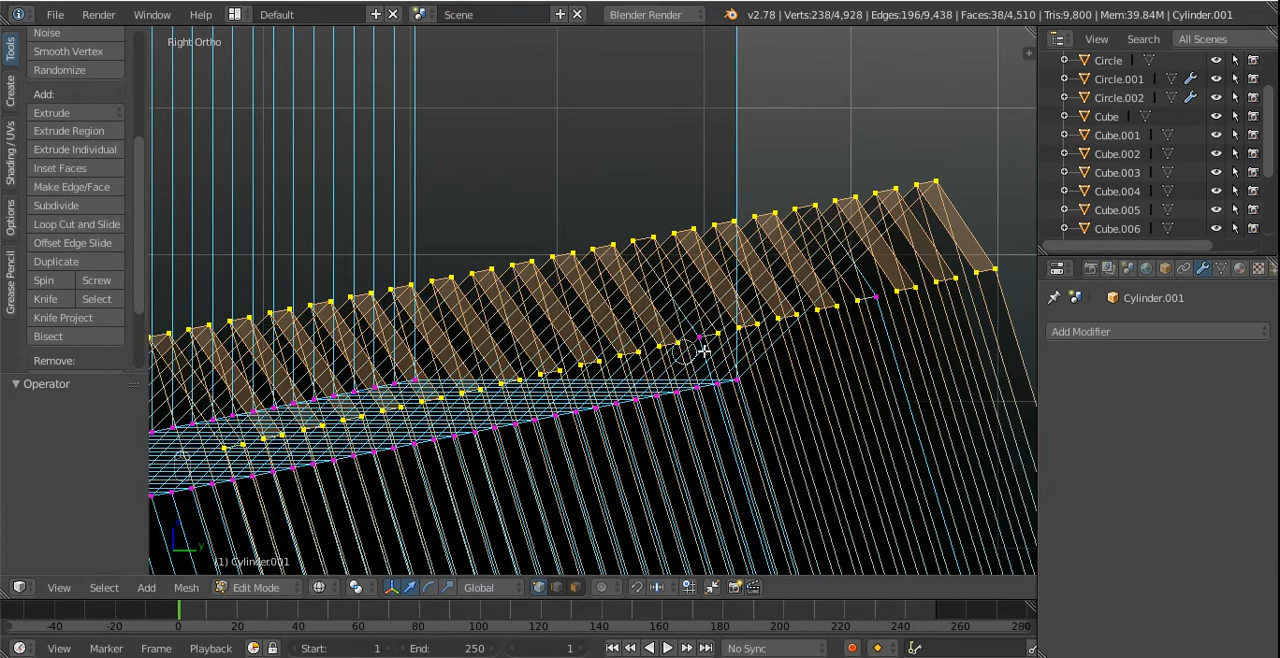 File Render Window Help Default Scene Blender Render v2.78 | Verts:238/4,928 | Edges:196/9,438 | Faces:38/4,510 | Tris:9,800 | Mem:39.84M | Cylinder.001
View Search All Scenes
Right Ortho
Tools
Create
Shading / UVs
Options
Grease Pencil
Noise
Smooth Vertex
Randomize
Add:
Extrude
Extrude Region
Extrude Individual
Inset Faces
Make Edge/Face
Subdivide
Loop Cut and Slide
Offset Edge Slide
Duplicate
Spin Screw
Knife Select
Knife Project
Bisect
Remove:
Operator
Circle
Circle.001
Circle.002
Cube
Cube.001
Cube.002
Cube.003
Cube.004
Cube.005
Cube.006
Cylinder.001
Add Modifier
y
(1) Cylinder.001
View Select Add Mesh Edit Mode Global
-40 -20 0 20 40 60 80 100 120 140 160 180 200 220 240 260 280
View Marker Frame Playback Start: 1 End: 250 1 No Sync